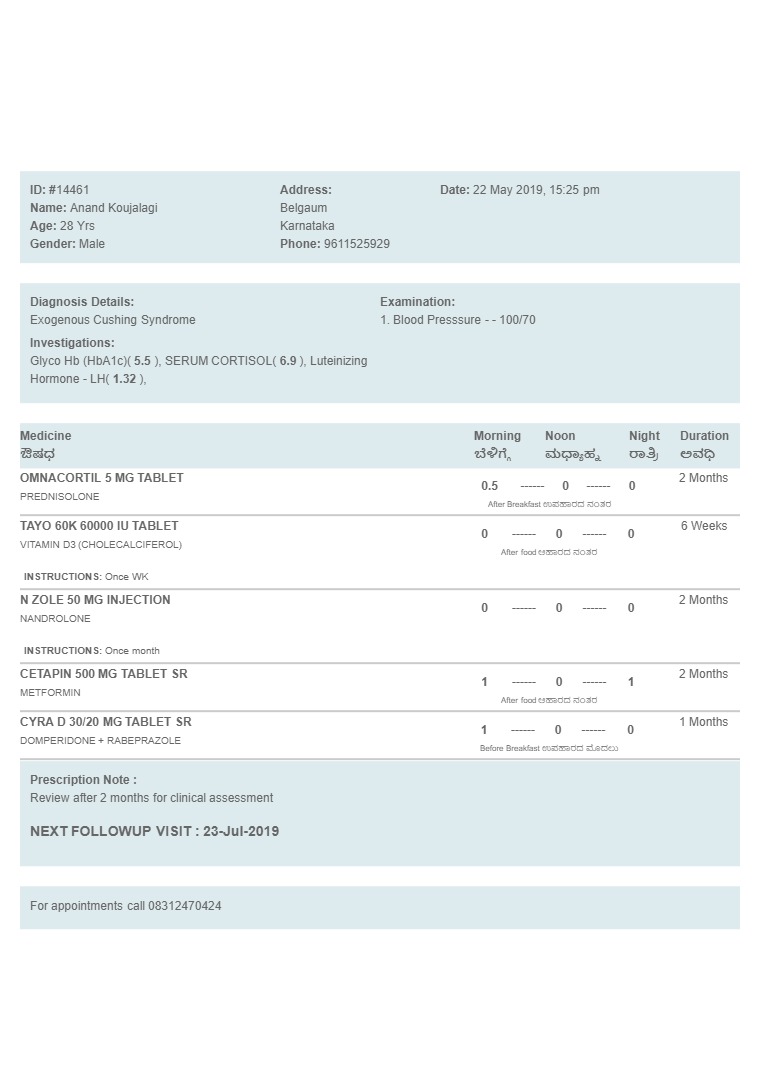 ID: #14461
Name: Anand Koujalagi
Age: 28 Yrs
Gender: Male
Address:
Belgaum
Karnataka
Phone: 9611525929
Date: 22 May 2019, 15:25 pm
Diagnosis Details:
Exogenous Cushing Syndrome
Investigations:
Glyco Hb (HbA1c)( 5.5 ), SERUM CORTISOL( 6.9 ), Luteinizing
Hormone - LH( 1.32 ),
Examination:
1. Blood Presssure - - 100/70
Medicine Morning Noon Night Duration
ಔಷಧ ಬೆಳಿಗ್ಗೆ ಮಧ್ಯಾಹ್ನ ರಾತ್ರಿ ಅವಧಿ
OMNACORTIL 5 MG TABLET 0.5 ------ 0 ------ 0 2 Months
PREDNISOLONE
After Breakfast ಉಪಹಾರದ ನಂತರ
TAYO 60K 60000 IU TABLET 0 ------ 0 ------ 0 6 Weeks
VITAMIN D3 (CHOLECALCIFEROL)
After food ಆಹಾರದ ನಂತರ
INSTRUCTIONS: Once WK
N ZOLE 50 MG INJECTION 0 ------ 0 ------ 0 2 Months
NANDROLONE
INSTRUCTIONS: Once month
CETAPIN 500 MG TABLET SR 1 ------ 0 ------ 1 2 Months
METFORMIN
After food ಆಹಾರದ ನಂತರ
CYRA D 30/20 MG TABLET SR 1 ------ 0 ------ 0 1 Months
DOMPERIDONE + RABEPRAZOLE
Before Breakfast ಉಪಹಾರದ ಮೊದಲು
Prescription Note :
Review after 2 months for clinical assessment
NEXT FOLLOWUP VISIT : 23-Jul-2019
For appointments call 08312470424